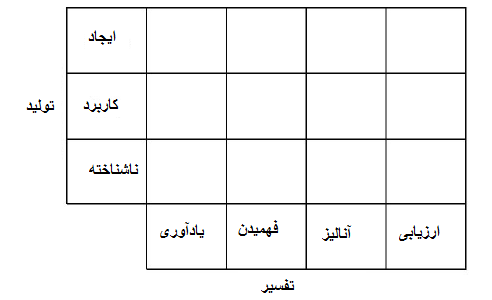 ایجاد
تولید
کاربرد
ناشناخته
ارزیابی آنالیز فهمیدن یادآوری
تفسیر